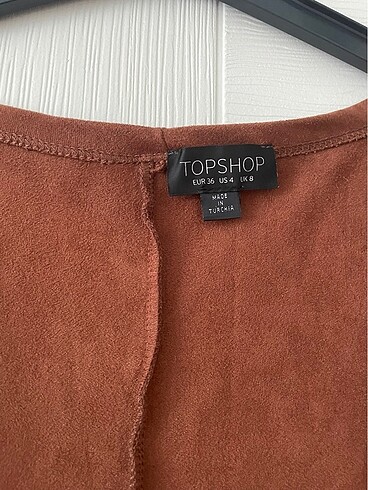 TOPSHOP
EUR 36 US 4 UK 8
MADE
IN
TURCHIA